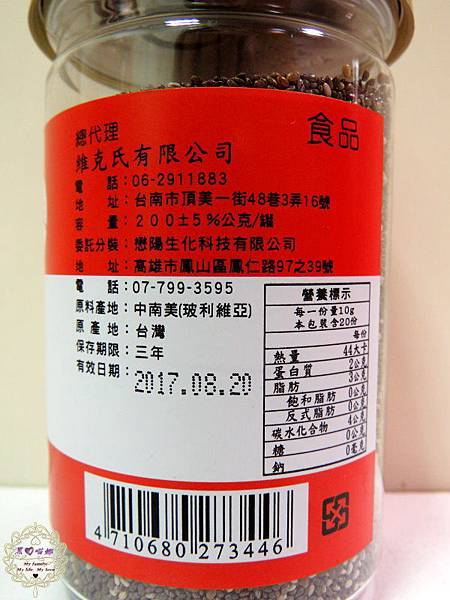 食品
總代理
維克氏有限公司
電　　話:06-2911883
地　　址:台南市頂美一街48巷3弄16號
容　　量:200±5%公克/罐
委託分裝:懋陽生化科技有限公司
地　　址:高雄市鳳山區鳳仁路97之39號
電　　話:07-799-3595
原料產地:中南美(玻利維亞)
原 產 地:台灣
保存期限:三年
有效日期:2017.08.20
營養標示
每一份量10g
本包裝含20份
每份
熱量 44大卡
蛋白質 2公克
脂肪 3公克
飽和脂肪 0公克
反式脂肪 0公克
碳水化合物 4公克
糖 0公克
鈉 0毫克
4 710680 273446
My family
My life My love